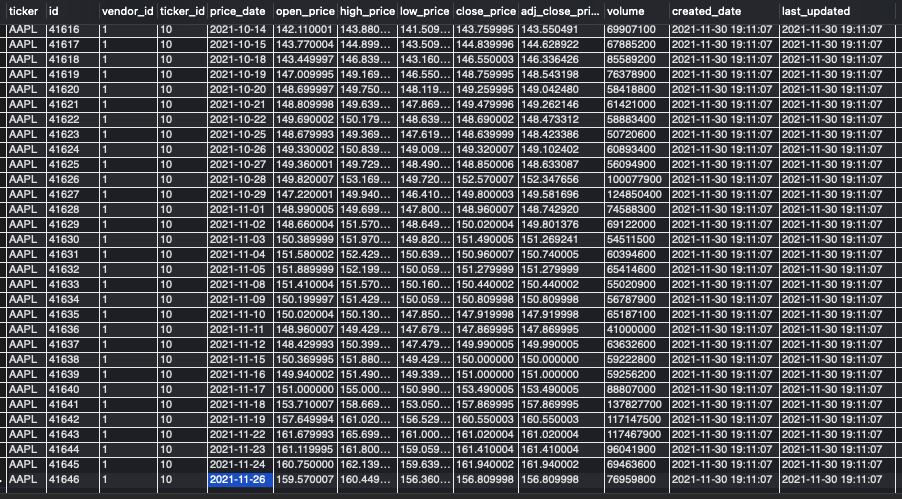 ticker id vendor_id ticker_id price_date open_price high_price low_price close_price adj_close_pri... volume created_date last_updated
AAPL 41616 1 10 2021-10-14 142.110001 143.880... 141.509... 143.759995 143.550491 69907100 2021-11-30 19:11:07 2021-11-30 19:11:07
AAPL 41617 1 10 2021-10-15 143.770004 144.899... 143.509... 144.839996 144.628922 67885200 2021-11-30 19:11:07 2021-11-30 19:11:07
AAPL 41618 1 10 2021-10-18 143.449997 146.839... 143.160... 146.550003 146.336426 85589200 2021-11-30 19:11:07 2021-11-30 19:11:07
AAPL 41619 1 10 2021-10-19 147.009995 149.169... 146.550... 148.759995 148.543198 76378900 2021-11-30 19:11:07 2021-11-30 19:11:07
AAPL 41620 1 10 2021-10-20 148.699997 149.750... 148.119... 149.259995 149.042480 58418800 2021-11-30 19:11:07 2021-11-30 19:11:07
AAPL 41621 1 10 2021-10-21 148.809998 149.639... 147.869... 149.479996 149.262146 61421000 2021-11-30 19:11:07 2021-11-30 19:11:07
AAPL 41622 1 10 2021-10-22 149.690002 150.179... 148.639... 148.690002 148.473312 58883400 2021-11-30 19:11:07 2021-11-30 19:11:07
AAPL 41623 1 10 2021-10-25 148.679993 149.369... 147.619... 148.639999 148.423386 50720600 2021-11-30 19:11:07 2021-11-30 19:11:07
AAPL 41624 1 10 2021-10-26 149.330002 150.839... 149.009... 149.320007 149.102402 60893400 2021-11-30 19:11:07 2021-11-30 19:11:07
AAPL 41625 1 10 2021-10-27 149.360001 149.729... 148.490... 148.850006 148.633087 56094900 2021-11-30 19:11:07 2021-11-30 19:11:07
AAPL 41626 1 10 2021-10-28 149.820007 153.169... 149.720... 152.570007 152.347656 100077900 2021-11-30 19:11:07 2021-11-30 19:11:07
AAPL 41627 1 10 2021-10-29 147.220001 149.940... 146.410... 149.800003 149.581696 124850400 2021-11-30 19:11:07 2021-11-30 19:11:07
AAPL 41628 1 10 2021-11-01 148.990005 149.699... 147.800... 148.960007 148.742920 74588300 2021-11-30 19:11:07 2021-11-30 19:11:07
AAPL 41629 1 10 2021-11-02 148.660004 151.570... 148.649... 150.020004 149.801376 69122000 2021-11-30 19:11:07 2021-11-30 19:11:07
AAPL 41630 1 10 2021-11-03 150.389999 151.970... 149.820... 151.490005 151.269241 54511500 2021-11-30 19:11:07 2021-11-30 19:11:07
AAPL 41631 1 10 2021-11-04 151.580002 152.429... 150.639... 150.960007 150.740005 60394600 2021-11-30 19:11:07 2021-11-30 19:11:07
AAPL 41632 1 10 2021-11-05 151.889999 152.199... 150.059... 151.279999 151.279999 65414600 2021-11-30 19:11:07 2021-11-30 19:11:07
AAPL 41633 1 10 2021-11-08 151.410004 151.570... 150.160... 150.440002 150.440002 55020900 2021-11-30 19:11:07 2021-11-30 19:11:07
AAPL 41634 1 10 2021-11-09 150.199997 151.429... 150.059... 150.809998 150.809998 56787900 2021-11-30 19:11:07 2021-11-30 19:11:07
AAPL 41635 1 10 2021-11-10 150.020004 150.130... 147.850... 147.919998 147.919998 65187100 2021-11-30 19:11:07 2021-11-30 19:11:07
AAPL 41636 1 10 2021-11-11 148.960007 149.429... 147.679... 147.869995 147.869995 41000000 2021-11-30 19:11:07 2021-11-30 19:11:07
AAPL 41637 1 10 2021-11-12 148.429993 150.399... 147.479... 149.990005 149.990005 63632600 2021-11-30 19:11:07 2021-11-30 19:11:07
AAPL 41638 1 10 2021-11-15 150.369995 151.880... 149.429... 150.000000 150.000000 59222800 2021-11-30 19:11:07 2021-11-30 19:11:07
AAPL 41639 1 10 2021-11-16 149.940002 151.490... 149.339... 151.000000 151.000000 59256200 2021-11-30 19:11:07 2021-11-30 19:11:07
AAPL 41640 1 10 2021-11-17 151.000000 155.000... 150.990... 153.490005 153.490005 88807000 2021-11-30 19:11:07 2021-11-30 19:11:07
AAPL 41641 1 10 2021-11-18 153.710007 158.669... 153.050... 157.869995 157.869995 137827700 2021-11-30 19:11:07 2021-11-30 19:11:07
AAPL 41642 1 10 2021-11-19 157.649994 161.020... 156.529... 160.550003 160.550003 117147500 2021-11-30 19:11:07 2021-11-30 19:11:07
AAPL 41643 1 10 2021-11-22 161.679993 165.699... 161.000... 161.020004 161.020004 117467900 2021-11-30 19:11:07 2021-11-30 19:11:07
AAPL 41644 1 10 2021-11-23 161.119995 161.800... 159.059... 161.410004 161.410004 96041900 2021-11-30 19:11:07 2021-11-30 19:11:07
AAPL 41645 1 10 2021-11-24 160.750000 162.139... 159.639... 161.940002 161.940002 69463600 2021-11-30 19:11:07 2021-11-30 19:11:07
AAPL 41646 1 10 2021-11-26 159.570007 160.449... 156.360... 156.809998 156.809998 76959800 2021-11-30 19:11:07 2021-11-30 19:11:07